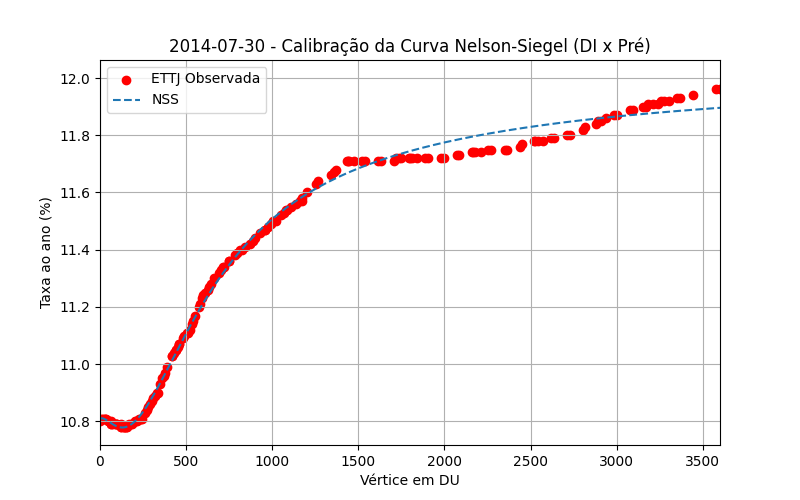 2014-07-30 - Calibração da Curva Nelson-Siegel (DI x Pré)
ETTJ Observada
NSS
Taxa ao ano (%)
12.0
11.8
11.6
11.4
11.2
11.0
10.8
0 500 1000 1500 2000 2500 3000 3500
Vértice em DU